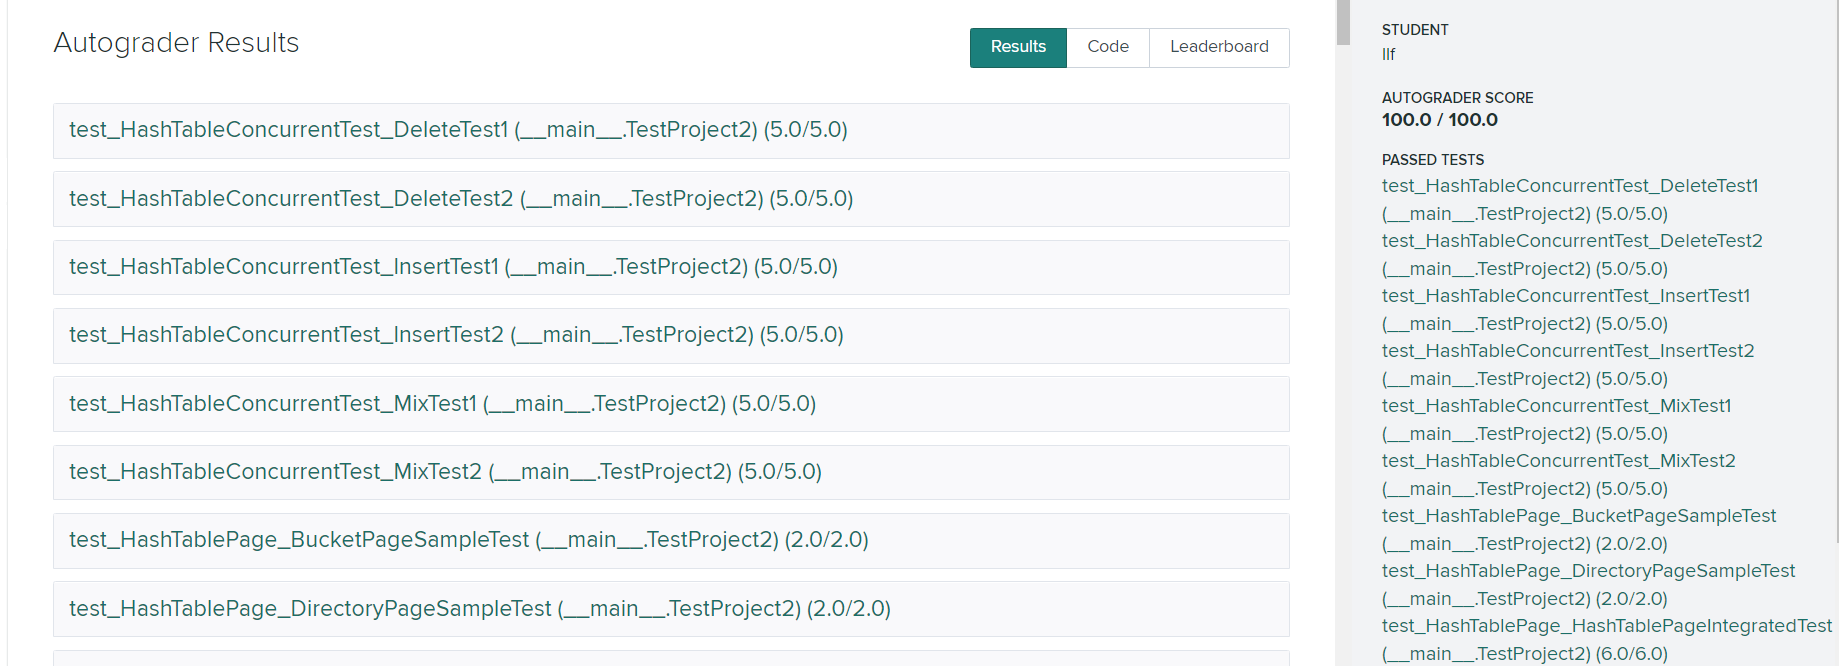 Autograder Results
Results
Code
Leaderboard
test_HashTableConcurrentTest_DeleteTest1 (__main__.TestProject2) (5.0/5.0)
test_HashTableConcurrentTest_DeleteTest2 (__main__.TestProject2) (5.0/5.0)
test_HashTableConcurrentTest_InsertTest1 (__main__.TestProject2) (5.0/5.0)
test_HashTableConcurrentTest_InsertTest2 (__main__.TestProject2) (5.0/5.0)
test_HashTableConcurrentTest_MixTest1 (__main__.TestProject2) (5.0/5.0)
test_HashTableConcurrentTest_MixTest2 (__main__.TestProject2) (5.0/5.0)
test_HashTablePage_BucketPageSampleTest (__main__.TestProject2) (2.0/2.0)
test_HashTablePage_DirectoryPageSampleTest (__main__.TestProject2) (2.0/2.0)
STUDENT
llf
AUTOGRADER SCORE
100.0 / 100.0
PASSED TESTS
test_HashTableConcurrentTest_DeleteTest1
(__main__.TestProject2) (5.0/5.0)
test_HashTableConcurrentTest_DeleteTest2
(__main__.TestProject2) (5.0/5.0)
test_HashTableConcurrentTest_InsertTest1
(__main__.TestProject2) (5.0/5.0)
test_HashTableConcurrentTest_InsertTest2
(__main__.TestProject2) (5.0/5.0)
test_HashTableConcurrentTest_MixTest1
(__main__.TestProject2) (5.0/5.0)
test_HashTableConcurrentTest_MixTest2
(__main__.TestProject2) (5.0/5.0)
test_HashTablePage_BucketPageSampleTest
(__main__.TestProject2) (2.0/2.0)
test_HashTablePage_DirectoryPageSampleTest
(__main__.TestProject2) (2.0/2.0)
test_HashTablePage_HashTablePageIntegratedTest
(__main__.TestProject2) (6.0/6.0)